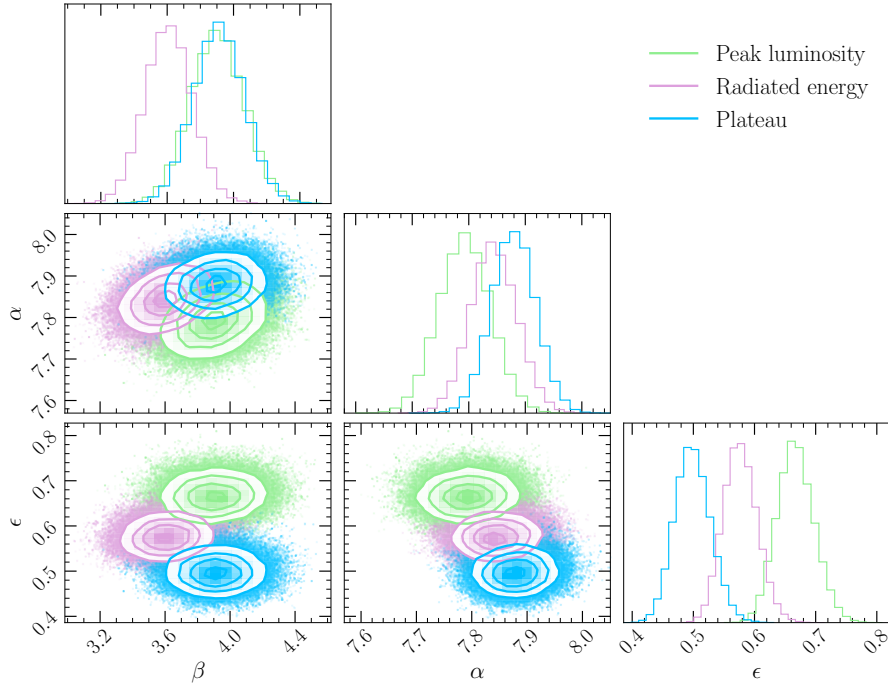 Peak luminosity
Radiated energy
Plateau
8.0
7.9
7.8
7.7
7.6
α
0.8
0.7
0.6
0.5
0.4
ϵ
3.2 3.6 4.0 4.4
β
7.6 7.7 7.8 7.9 8.0
α
0.4 0.5 0.6 0.7 0.8
ϵ